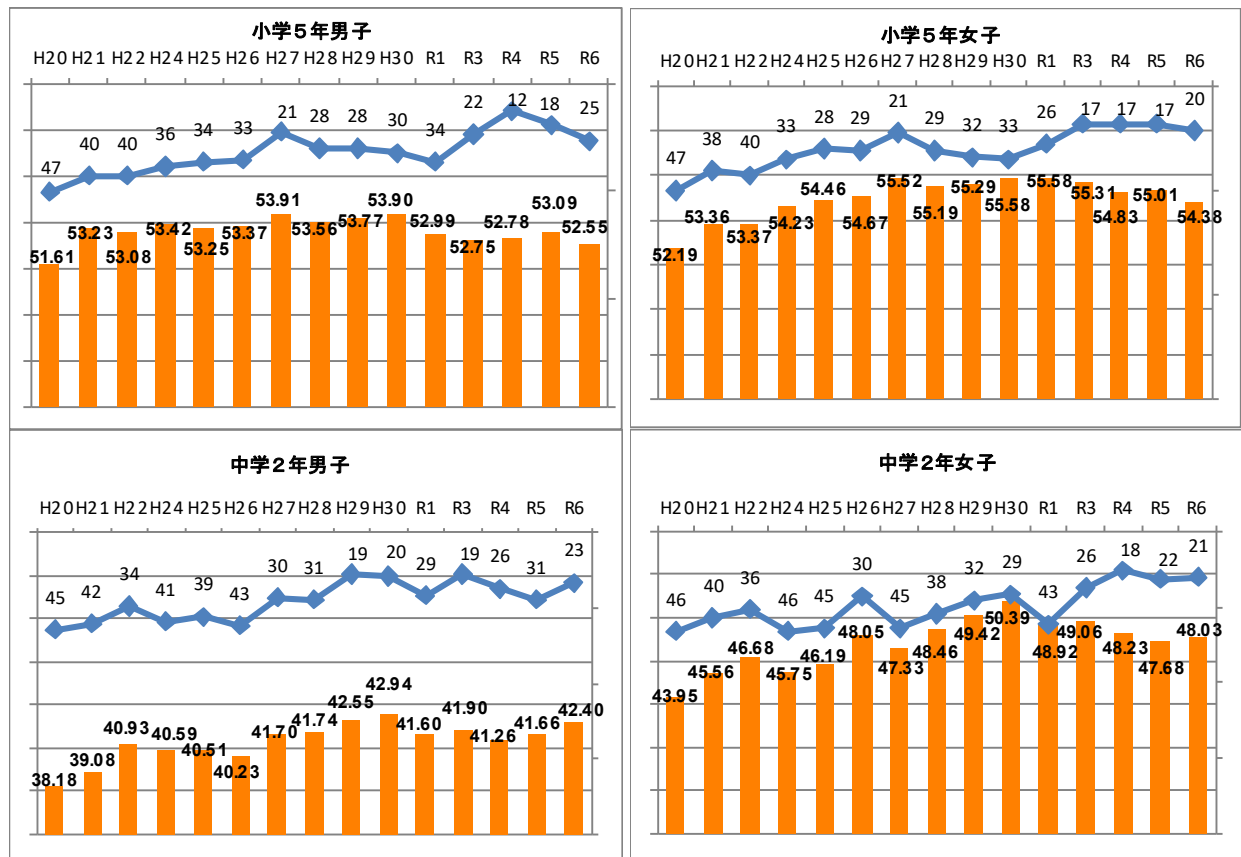 小学5年男子
H20 H21 H22 H24 H25 H26 H27 H28 H29 H30 R1 R3 R4 R5 R6
47 40 40 36 34 33 21 28 28 30 34 22 12 18 25
51.61 53.23 53.08 53.42 53.25 53.37 53.91 53.56 53.77 53.90 52.99 52.75 52.78 53.09 52.55
小学5年女子
H20 H21 H22 H24 H25 H26 H27 H28 H29 H30 R1 R3 R4 R5 R6
47 38 40 33 28 29 21 29 32 33 26 17 17 17 20
52.19 53.36 53.37 54.23 54.46 54.67 55.52 55.19 55.29 55.58 55.58 55.31 54.83 55.01 54.38
中学2年男子
H20 H21 H22 H24 H25 H26 H27 H28 H29 H30 R1 R3 R4 R5 R6
45 42 34 41 39 43 30 31 19 20 29 19 26 31 23
38.18 39.08 40.93 40.59 40.51 40.23 41.70 41.74 42.55 42.94 41.60 41.90 41.26 41.66 42.40
中学2年女子
H20 H21 H22 H24 H25 H26 H27 H28 H29 H30 R1 R3 R4 R5 R6
46 40 36 46 45 30 45 38 32 29 43 26 18 22 21
43.95 45.56 46.68 45.75 46.19 48.05 47.33 48.46 49.42 50.39 48.92 49.06 48.23 47.68 48.03